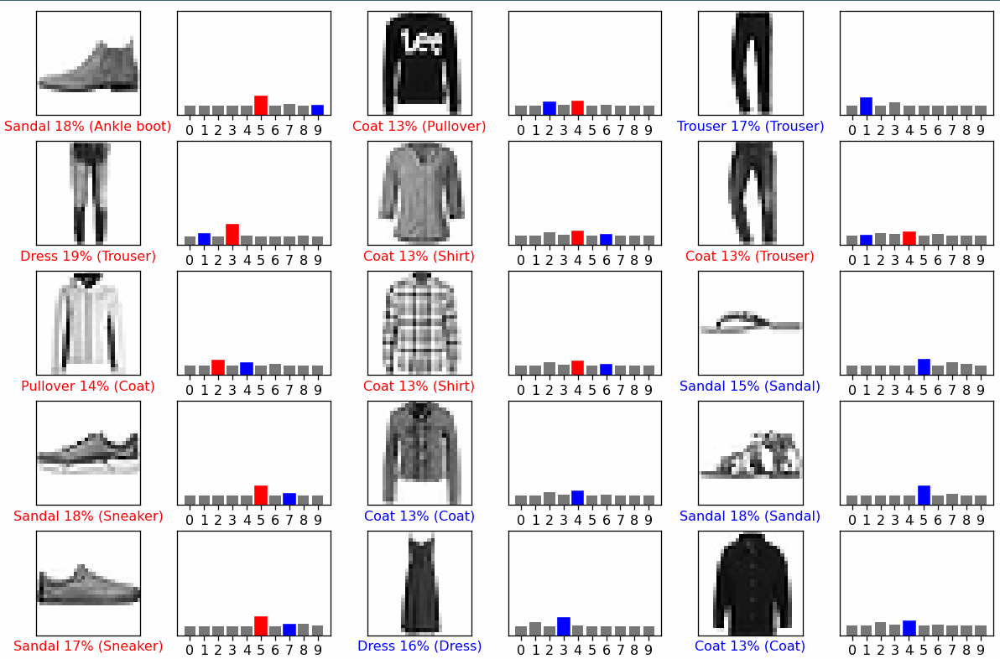 Lee
0 1 2 3 4 5 6 7 8 9 0 1 2 3 4 5 6 7 8 9 0 1 2 3 4 5 6 7 8 9
Sandal 18% (Ankle boot) Coat 13% (Pullover) Trouser 17% (Trouser)
0 1 2 3 4 5 6 7 8 9 0 1 2 3 4 5 6 7 8 9 0 1 2 3 4 5 6 7 8 9
Dress 19% (Trouser) Coat 13% (Shirt) Coat 13% (Trouser)
0 1 2 3 4 5 6 7 8 9 0 1 2 3 4 5 6 7 8 9 0 1 2 3 4 5 6 7 8 9
Pullover 14% (Coat) Coat 13% (Shirt) Sandal 15% (Sandal)
0 1 2 3 4 5 6 7 8 9 0 1 2 3 4 5 6 7 8 9 0 1 2 3 4 5 6 7 8 9
Sandal 18% (Sneaker) Coat 13% (Coat) Sandal 18% (Sandal)
0 1 2 3 4 5 6 7 8 9 0 1 2 3 4 5 6 7 8 9 0 1 2 3 4 5 6 7 8 9
Sandal 17% (Sneaker) Dress 16% (Dress) Coat 13% (Coat)